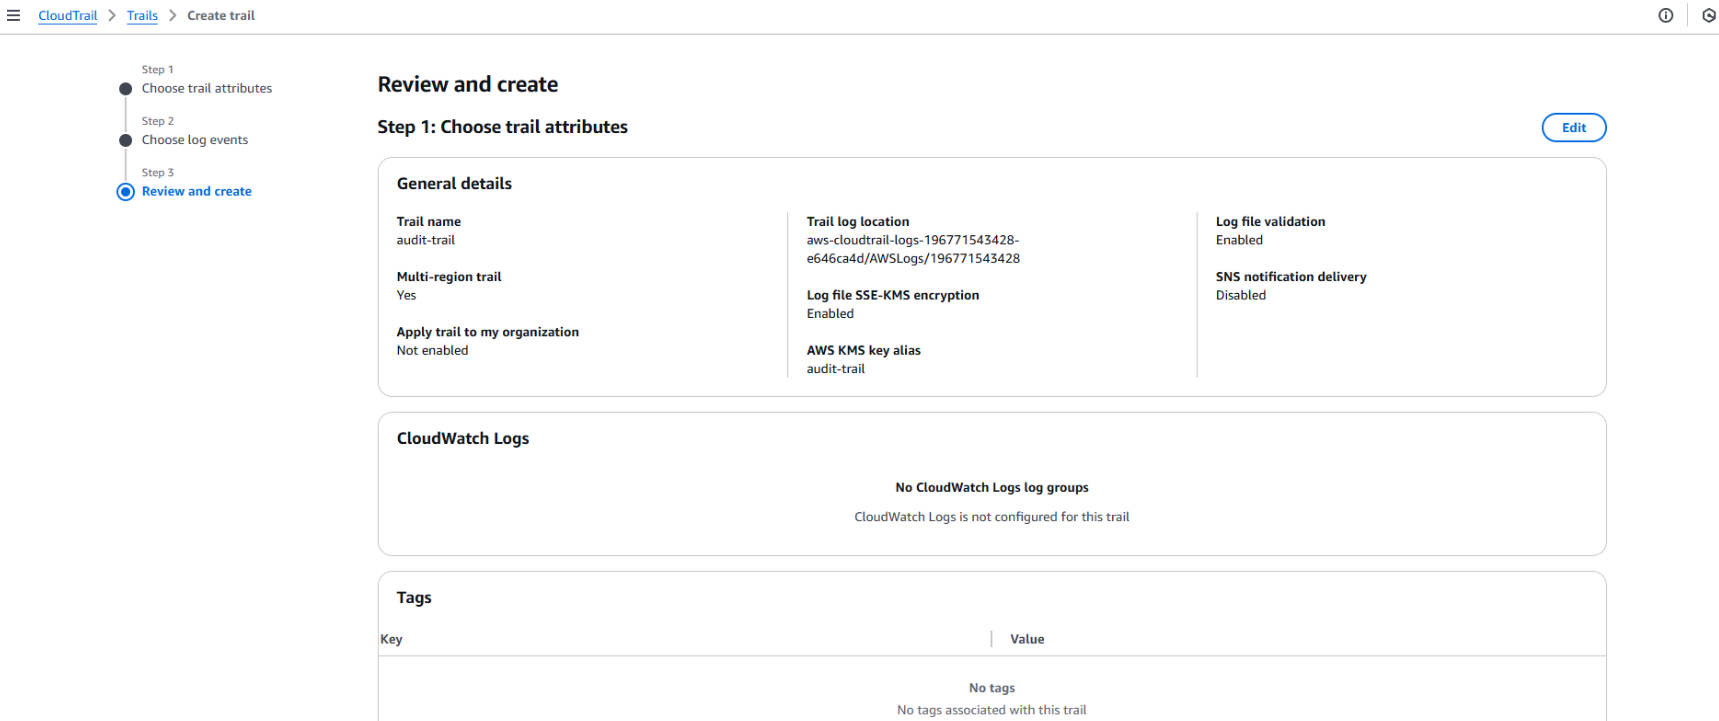 CloudTrail > Trails > Create trail
Step 1
Choose trail attributes
Step 2
Choose log events
Step 3
Review and create
Review and create
Step 1: Choose trail attributes
Edit
General details
Trail name
audit-trail
Multi-region trail
Yes
Apply trail to my organization
Not enabled
Trail log location
aws-cloudtrail-logs-196771543428-
e646ca4d/AWSLogs/196771543428
Log file SSE-KMS encryption
Enabled
AWS KMS key alias
audit-trail
Log file validation
Enabled
SNS notification delivery
Disabled
CloudWatch Logs
No CloudWatch Logs log groups
CloudWatch Logs is not configured for this trail
Tags
Key
Value
No tags
No tags associated with this trail